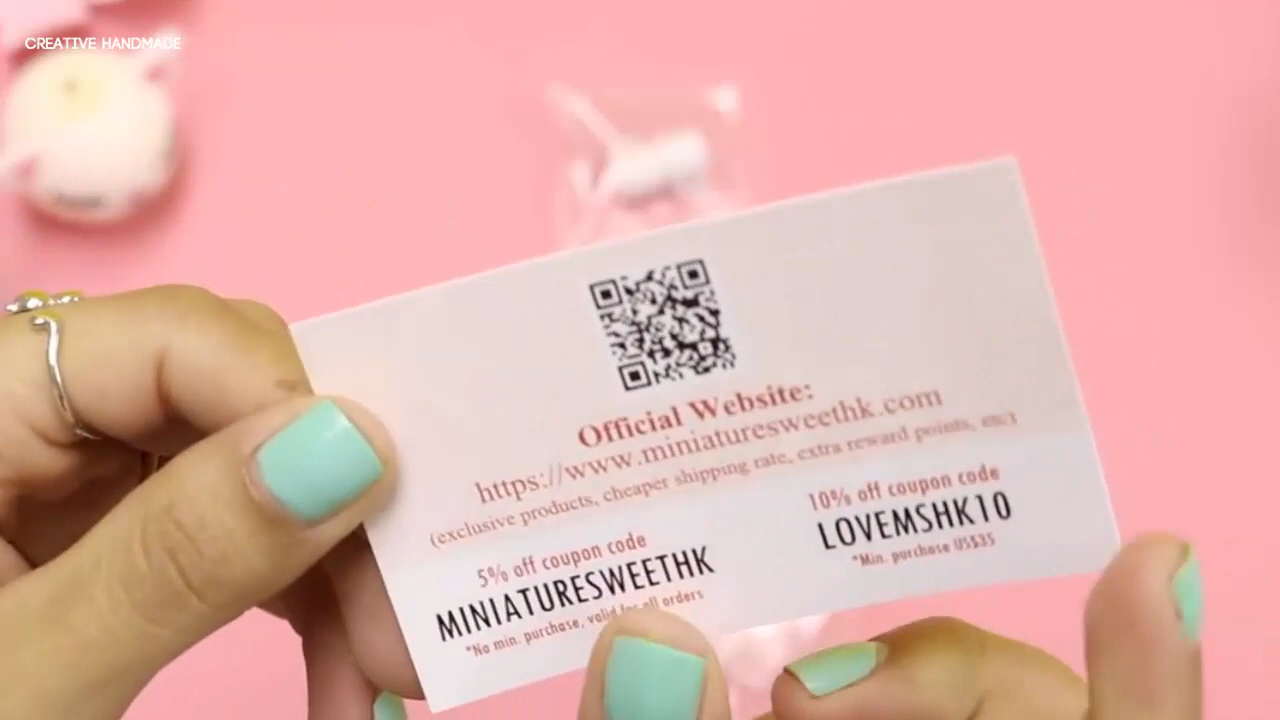 CREATIVE HANDMADE
Official Website:
https://www.miniaturesweethk.com
(exclusive products, cheaper shipping rate, extra reward points, etc)
5% off coupon code
MINIATURESWEETHK
*No min. purchase, valid for all orders
10% off coupon code
LOVEMSHK10
*Min. purchase US$35